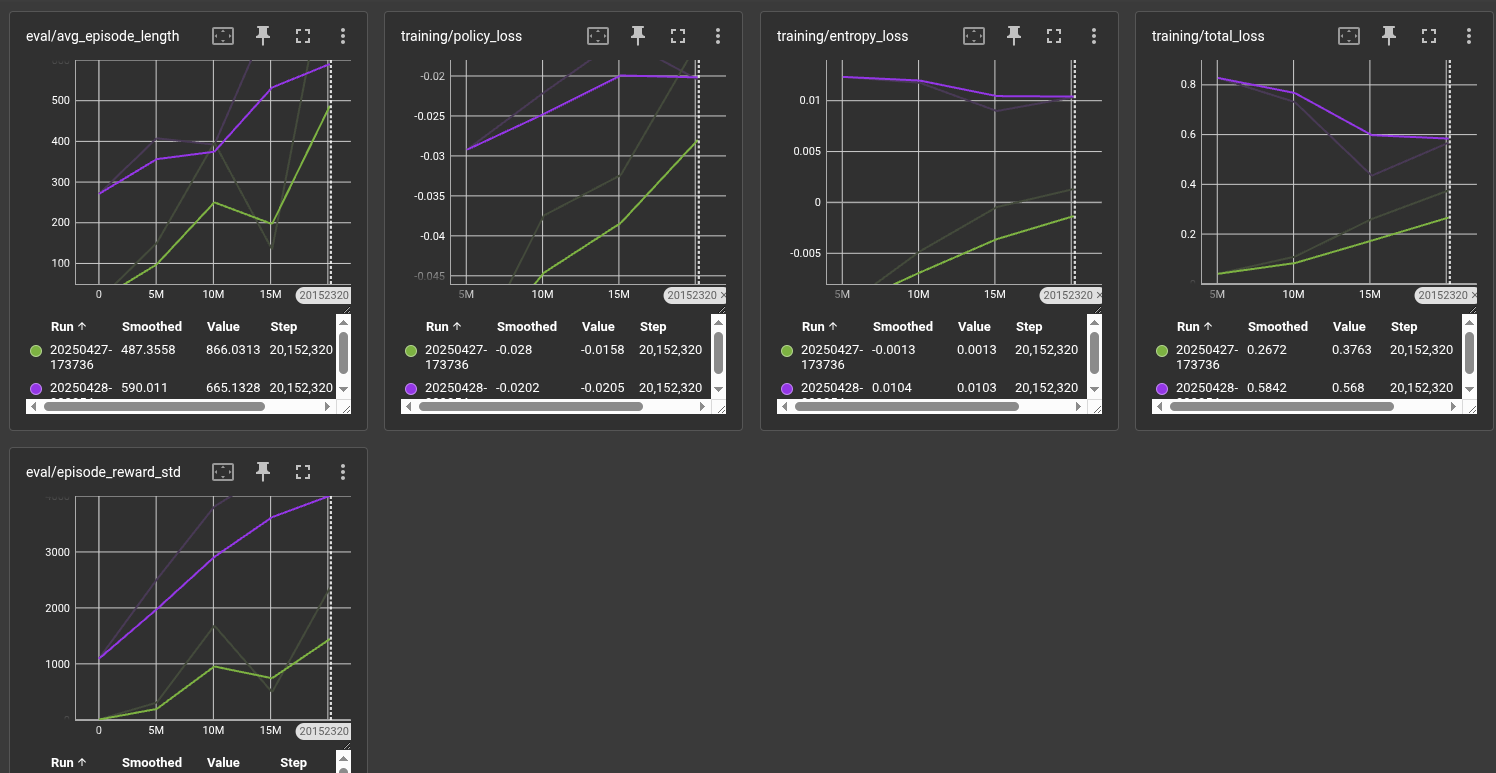 eval/avg_episode_length
500
400
300
200
100
0 5M 10M 15M 20152320
Run ↑ Smoothed Value Step
20250427- 487.3558 866.0313 20,152,320
173736
20250428- 590.011 665.1328 20,152,320
training/policy_loss
-0.02
-0.025
-0.03
-0.035
-0.04
-0.045
5M 10M 15M 20152320 ×
Run ↑ Smoothed Value Step
20250427- -0.028 -0.0158 20,152,320
173736
20250428- -0.0202 -0.0205 20,152,320
training/entropy_loss
0.01
0.005
0
-0.005
5M 10M 15M 20152320 ×
Run ↑ Smoothed Value Step
20250427- -0.0013 0.0013 20,152,320
173736
20250428- 0.0104 0.0103 20,152,320
training/total_loss
0.8
0.6
0.4
0.2
5M 10M 15M 20152320 ×
Run ↑ Smoothed Value Step
20250427- 0.2672 0.3763 20,152,320
173736
20250428- 0.5842 0.568 20,152,320
eval/episode_reward_std
3000
2000
1000
0 5M 10M 15M 20152320
Run ↑ Smoothed Value Step